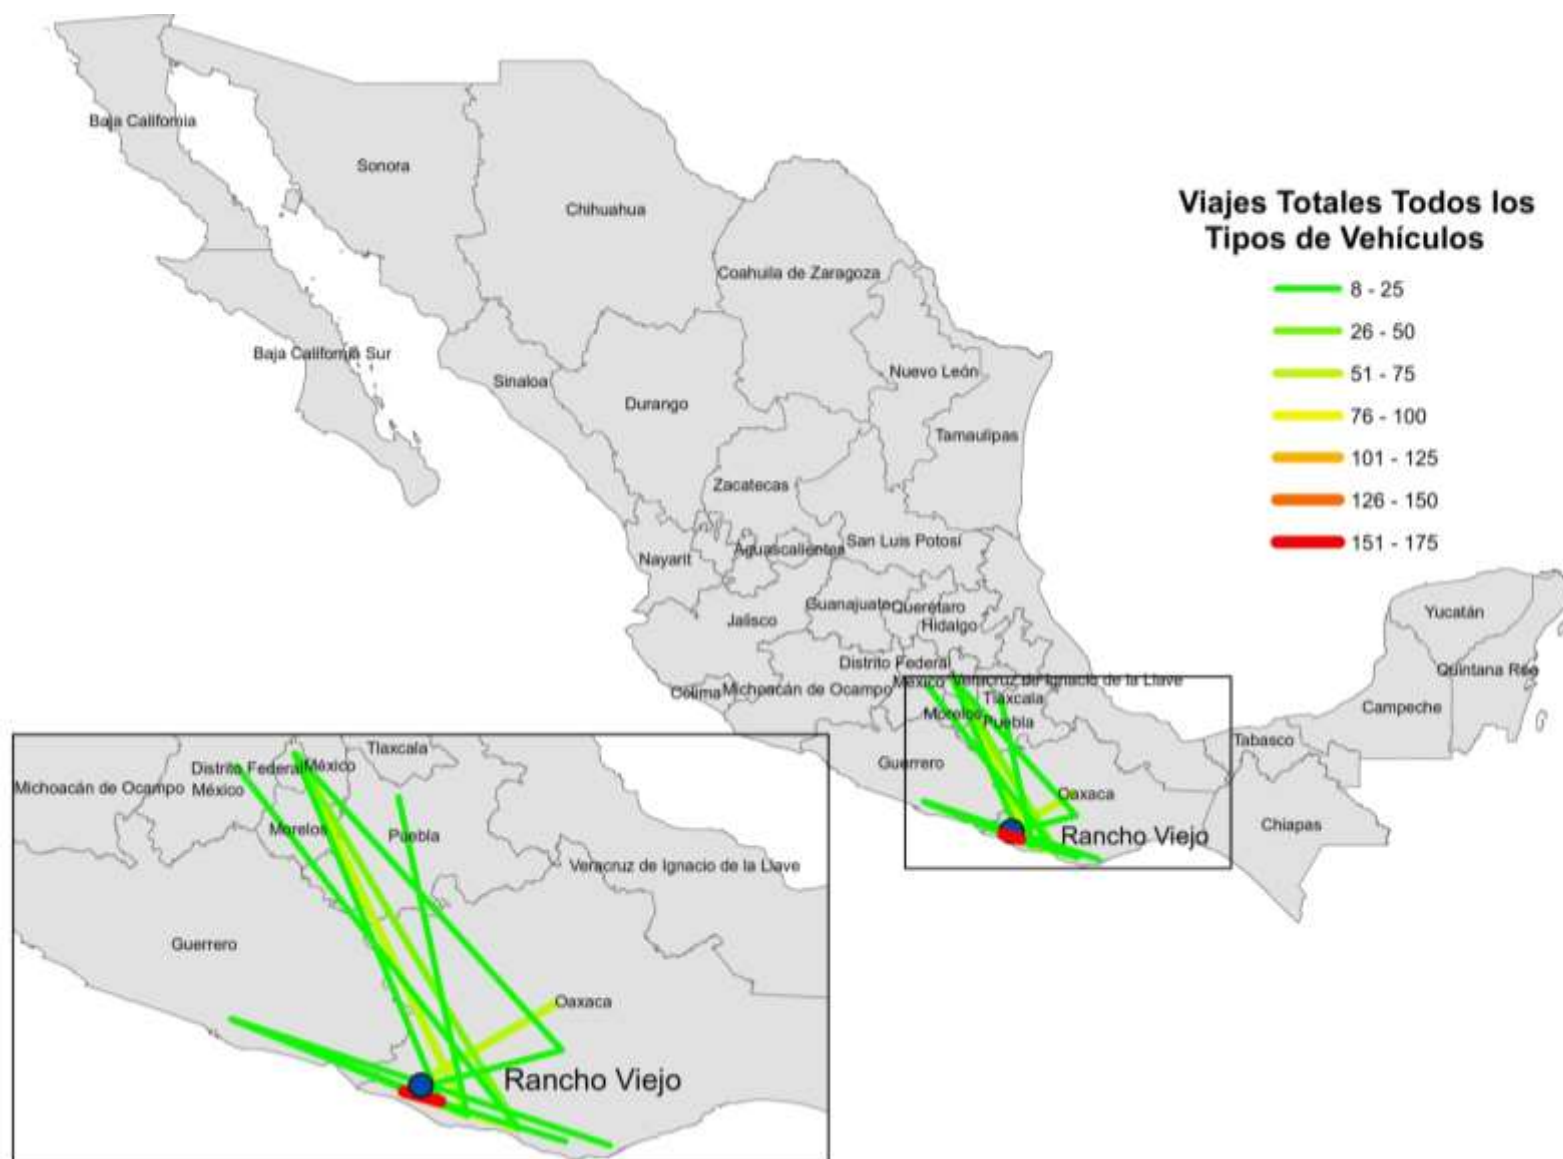 Baja California
Sonora
Chihuahua
Coahuila de Zaragoza
Baja California Sur
Sinaloa
Durango
Nuevo León
Tamaulipas
Zacatecas
Nayarit
Aguascalientes
San Luis Potosí
Jalisco
Guanajuato
Querétaro
Hidalgo
Colima
Michoacán de Ocampo
Distrito Federal
México
Veracruz de Ignacio de la Llave
Tlaxcala
Morelos
Puebla
Guerrero
Oaxaca
Rancho Viejo
Tabasco
Chiapas
Campeche
Yucatán
Quintana Roo
Viajes Totales Todos los
Tipos de Vehículos
8 - 25
26 - 50
51 - 75
76 - 100
101 - 125
126 - 150
151 - 175
Tlaxcala
Distrito Federal
México
Michoacán de Ocampo
México
Morelos
Puebla
Veracruz de Ignacio de la Llave
Guerrero
Oaxaca
Rancho Viejo